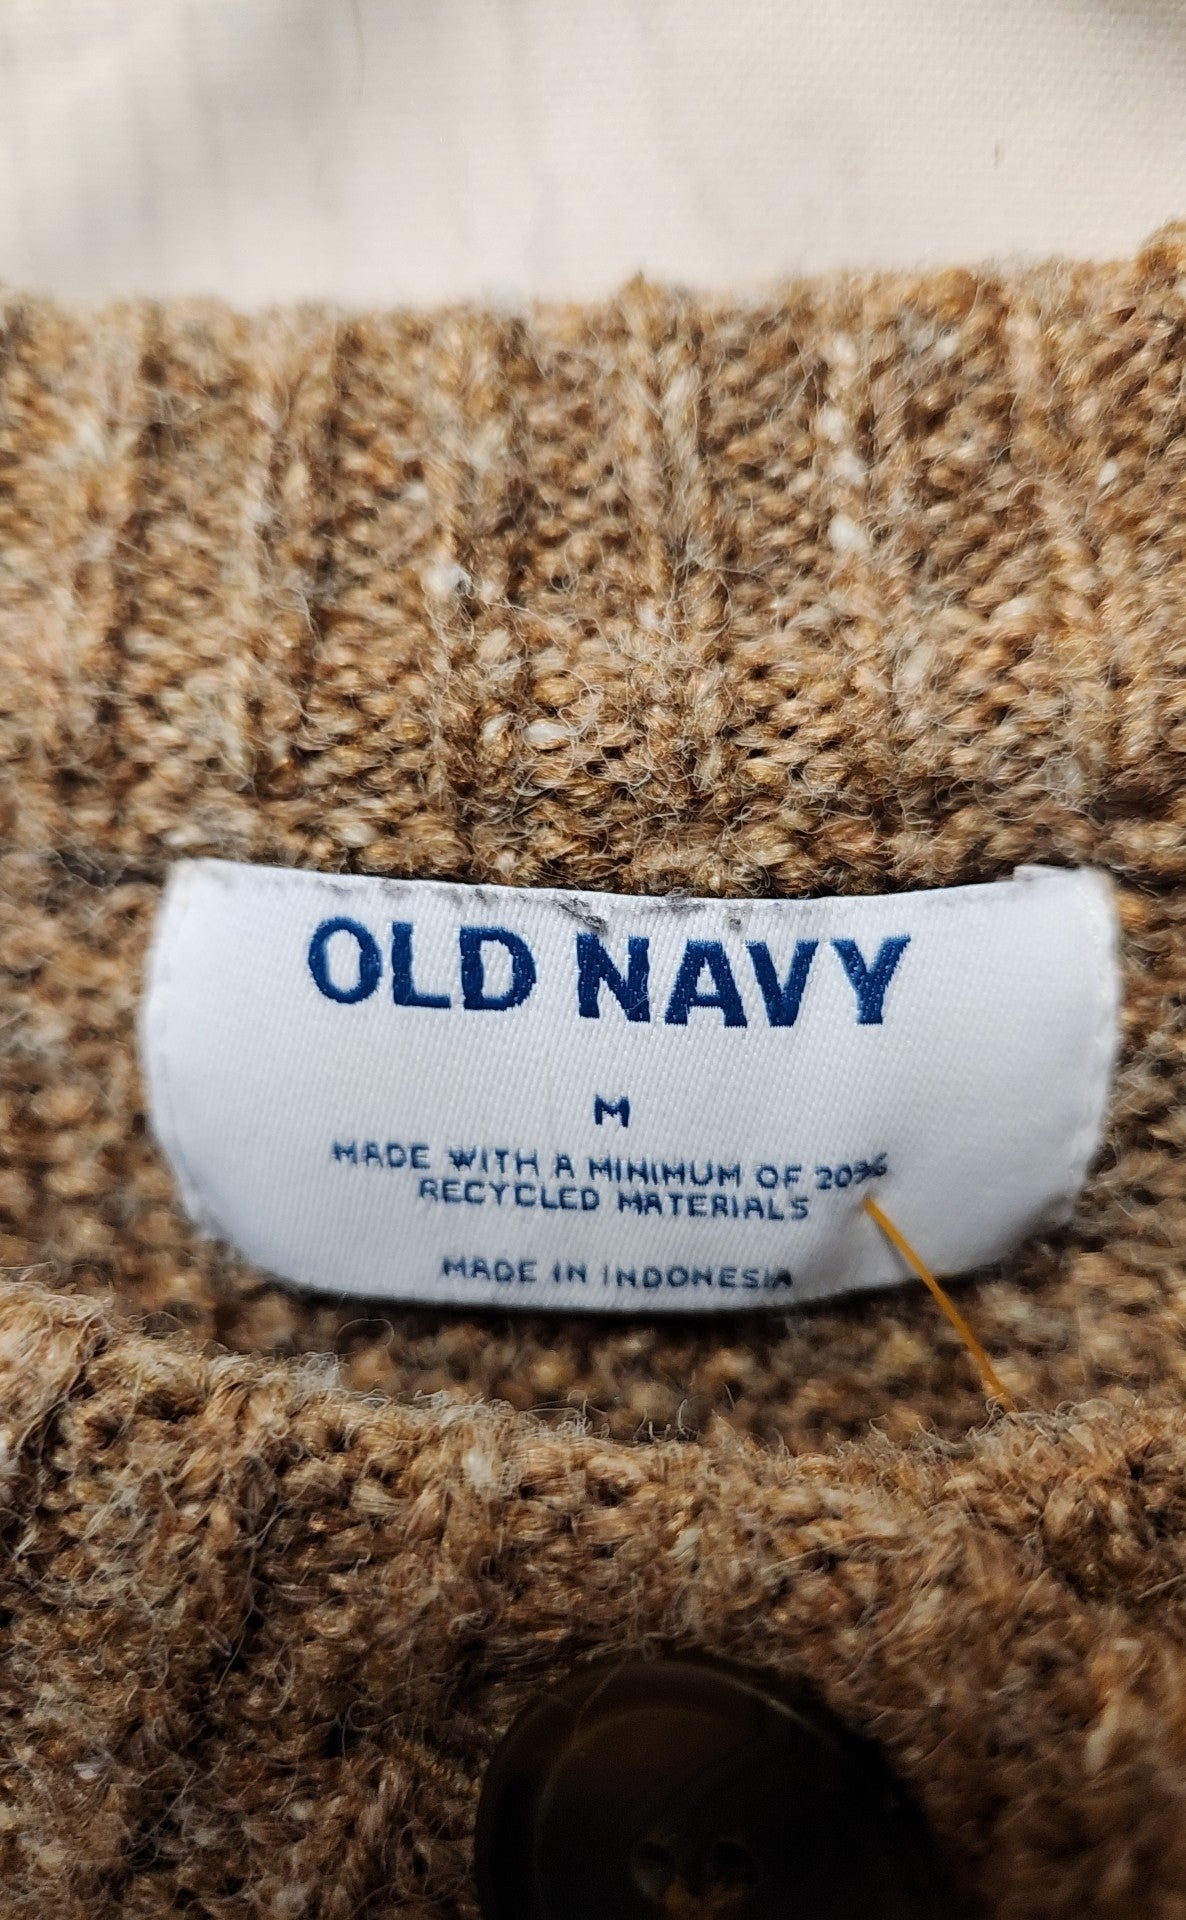 OLD NAVY
M
MADE WITH A MINIMUM OF 20%
RECYCLED MATERIALS
MADE IN INDONESIA